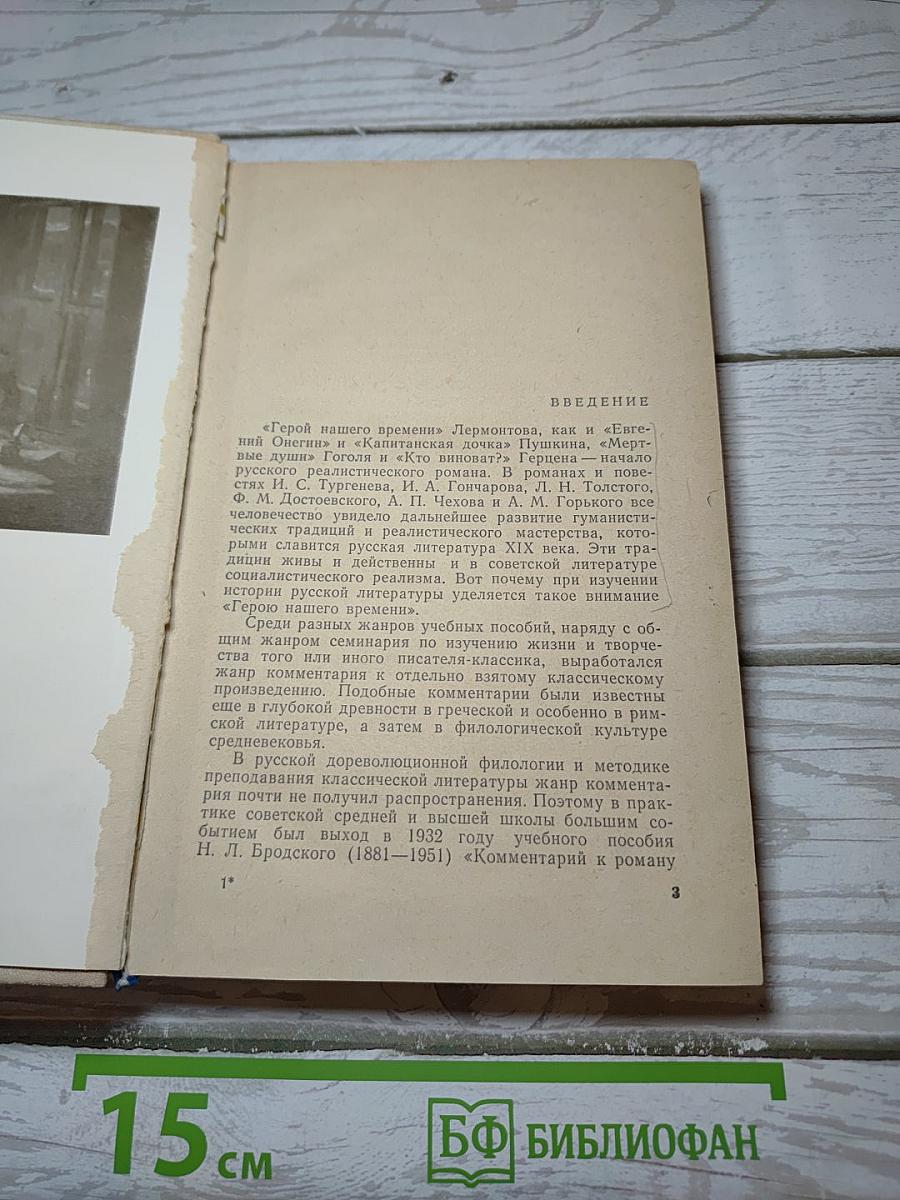 ВВЕДЕНИЕ
«Герой нашего времени» Лермонтова, как и «Евге-
ний Онегин» и «Капитанская дочка» Пушкина, «Мерт-
вые души» Гоголя и «Кто виноват?» Герцена — начало
русского реалистического романа. В романах и пове-
стях И. С. Тургенева, И. А. Гончарова, Л. Н. Толстого,
Ф. М. Достоевского, А. П. Чехова и А. М. Горького все
человечество увидело дальнейшее развитие гуманисти-
ческих традиций и реалистического мастерства, кото-
рыми славится русская литература XIX века. Эти тра-
диции живы и действенны и в советской литературе
социалистического реализма. Вот почему при изучении
истории русской литературы уделяется такое внимание
«Герою нашего времени».
Среди разных жанров учебных пособий, наряду с об-
щим жанром семинария по изучению жизни и творче-
ства того или иного писателя-классика, выработался
жанр комментария к отдельно взятому классическому
произведению. Подобные комментарии были известны
еще в глубокой древности в греческой и особенно в рим-
ской литературе, а затем в филологической культуре
средневековья.
В русской дореволюционной филологии и методике
преподавания классической литературы жанр коммента-
рия почти не получил распространения. Поэтому в прак-
тике советской средней и высшей школы большим со-
бытием был выход в 1932 году учебного пособия
Н. Л. Бродского (1881—1951) «Комментарий к роману
1*
3
15 см
БФ БИБЛИОФАН